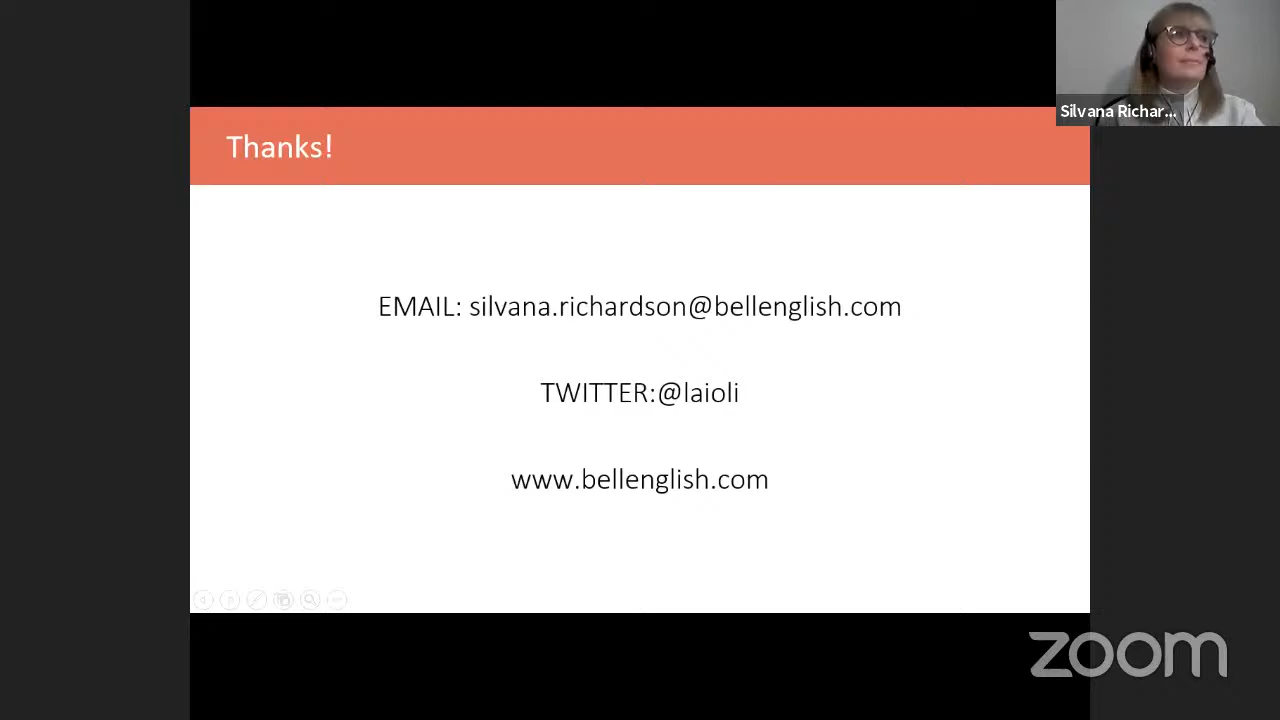 Silvana Richar...
Thanks!
EMAIL: silvana.richardson@bellenglish.com
TWITTER:@laioli
www.bellenglish.com
zoom